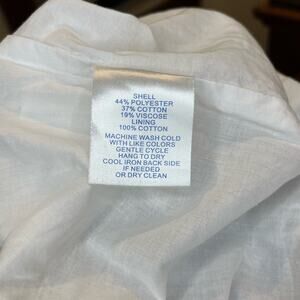 SHELL
44% POLYESTER
37% COTTON
19% VISCOSE
LINING
100% COTTON
MACHINE WASH COLD
WITH LIKE COLORS
GENTLE CYCLE
HANG TO DRY
COOL IRON BACK SIDE
IF NEEDED
OR DRY CLEAN